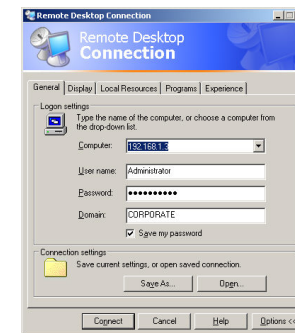 Remote Desktop Connection
Remote Desktop
Connection
General Display Local Resources Programs Experience
Logon settings
Type the name of the computer, or choose a computer from
the drop-down list.
Computer: 192.168.1.3
User name: Administrator
Password: ●●●●●●●●●●
Domain: CORPORATE
Save my password
Connection settings
Save current settings, or open saved connection.
Save As... Open...
Connect Cancel Help Options <<